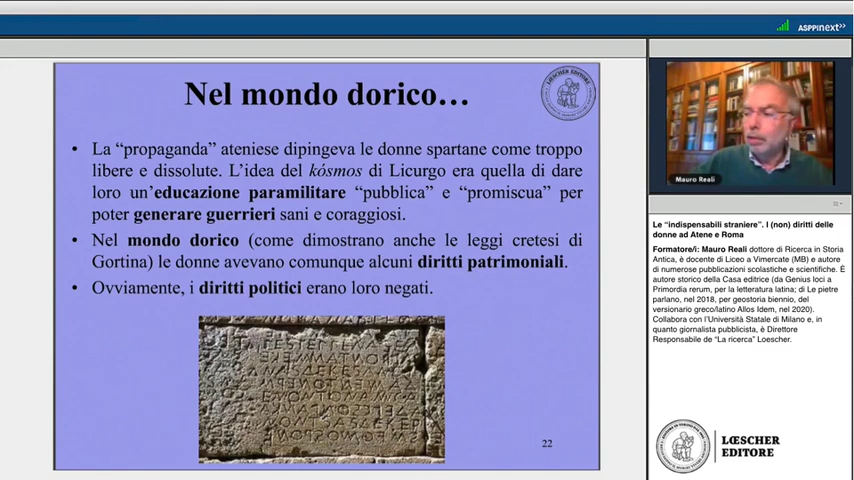 ASPPInext>>
Nel mondo dorico…
LOESCHER EDITORE
• La “propaganda” ateniese dipingeva le donne spartane come troppo
libere e dissolute. L’idea del kósmos di Licurgo era quella di dare
loro un’educazione paramilitare “pubblica” e “promiscua” per
poter generare guerrieri sani e coraggiosi.
• Nel mondo dorico (come dimostrano anche le leggi cretesi di
Gortina) le donne avevano comunque alcuni diritti patrimoniali.
• Ovviamente, i diritti politici erano loro negati.
22
Mauro Reali
Le “indispensabili straniere”. I (non) diritti delle
donne ad Atene e Roma
Formatore/i: Mauro Reali dottore di Ricerca in Storia
Antica, è docente di Liceo a Vimercate (MB) e autore
di numerose pubblicazioni scolastiche e scientifiche. È
autore storico della Casa editrice (da Genius loci a
Primordia rerum, per la letteratura latina; di Le pietre
parlano, nel 2018, per geostoria biennio, del
versionario greco/latino Allos Idem, nel 2020).
Collabora con l’Università Statale di Milano e, in
quanto giornalista pubblicista, è Direttore
Responsabile de “La ricerca” Loescher.
LŒSCHER
EDITORE